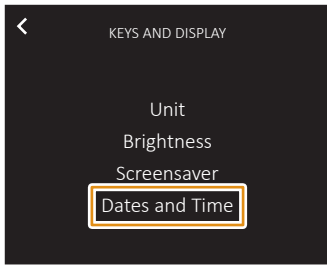 KEYS AND DISPLAY
Unit
Brightness
Screensaver
Dates and Time